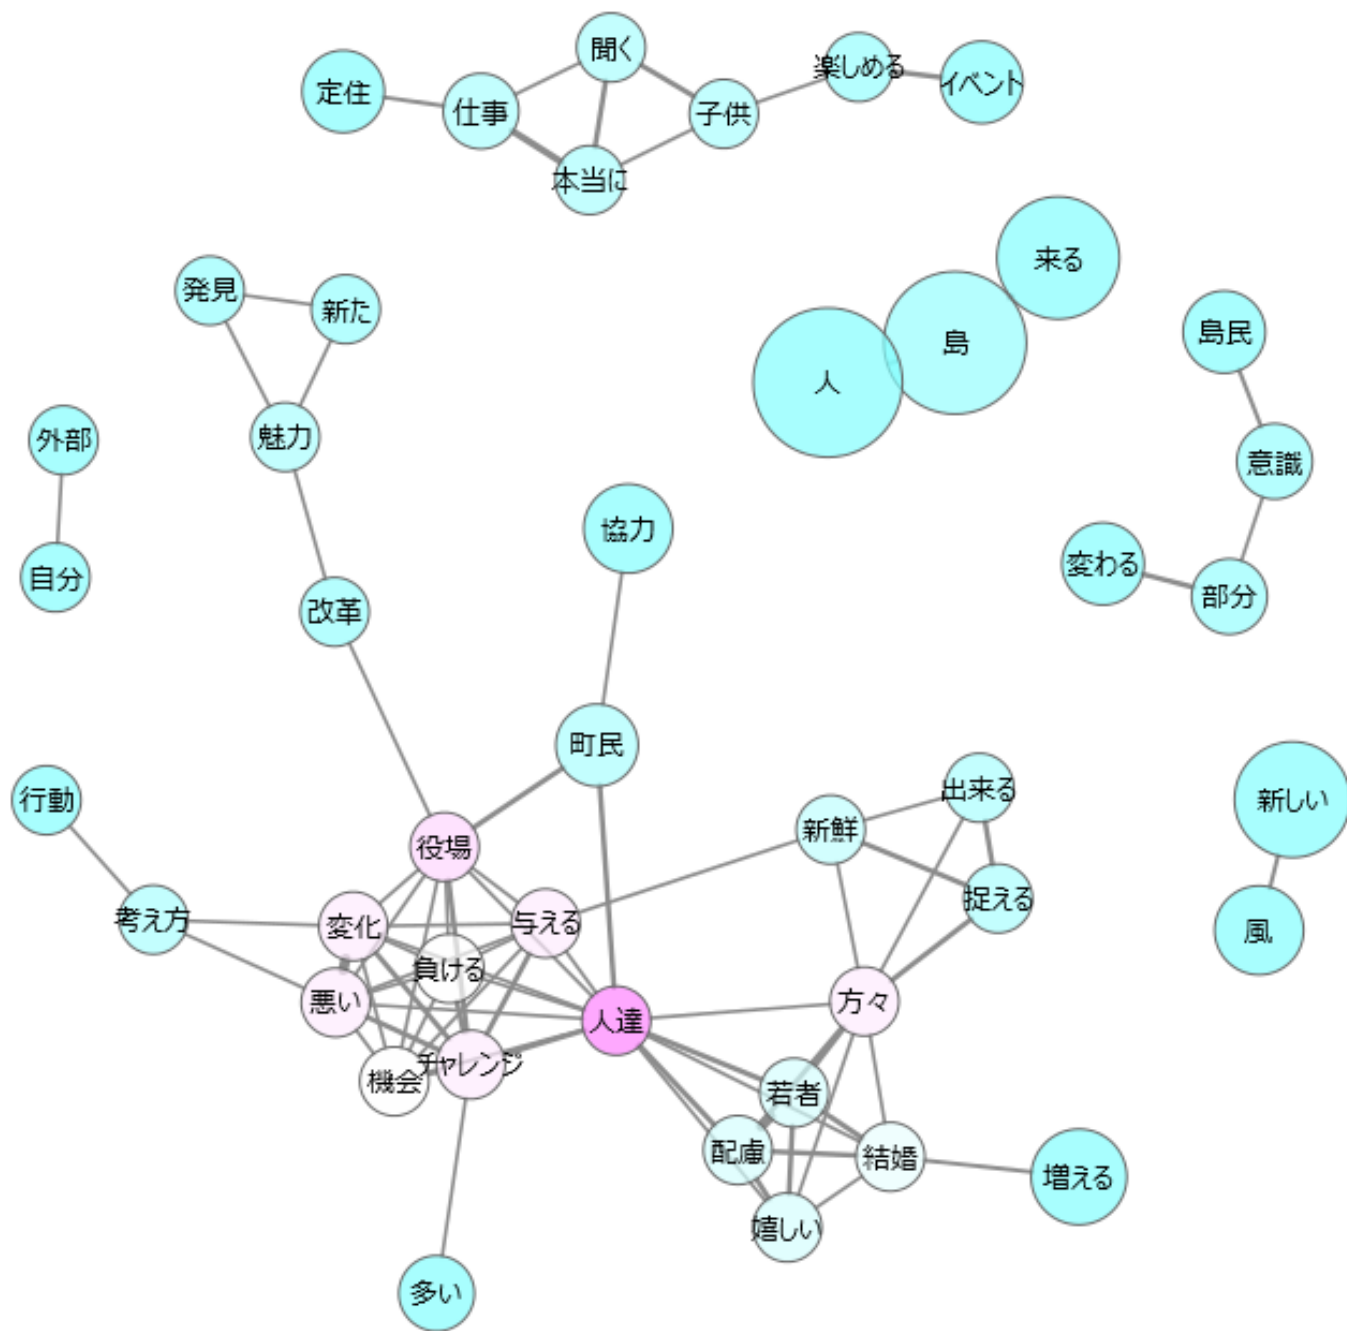 聞く
楽しめる
イベント
定住
仕事
子供
本当に
来る
発見
新た
島民
島
人
外部
魅力
意識
協力
変わる
自分
部分
改革
町民
出来る
行動
新しい
新鮮
役場
捉える
考え方
変化
与える
風
負ける
悪い
方々
人達
チャレンジ
機会
若者
配慮
結婚
増える
嬉しい
多い